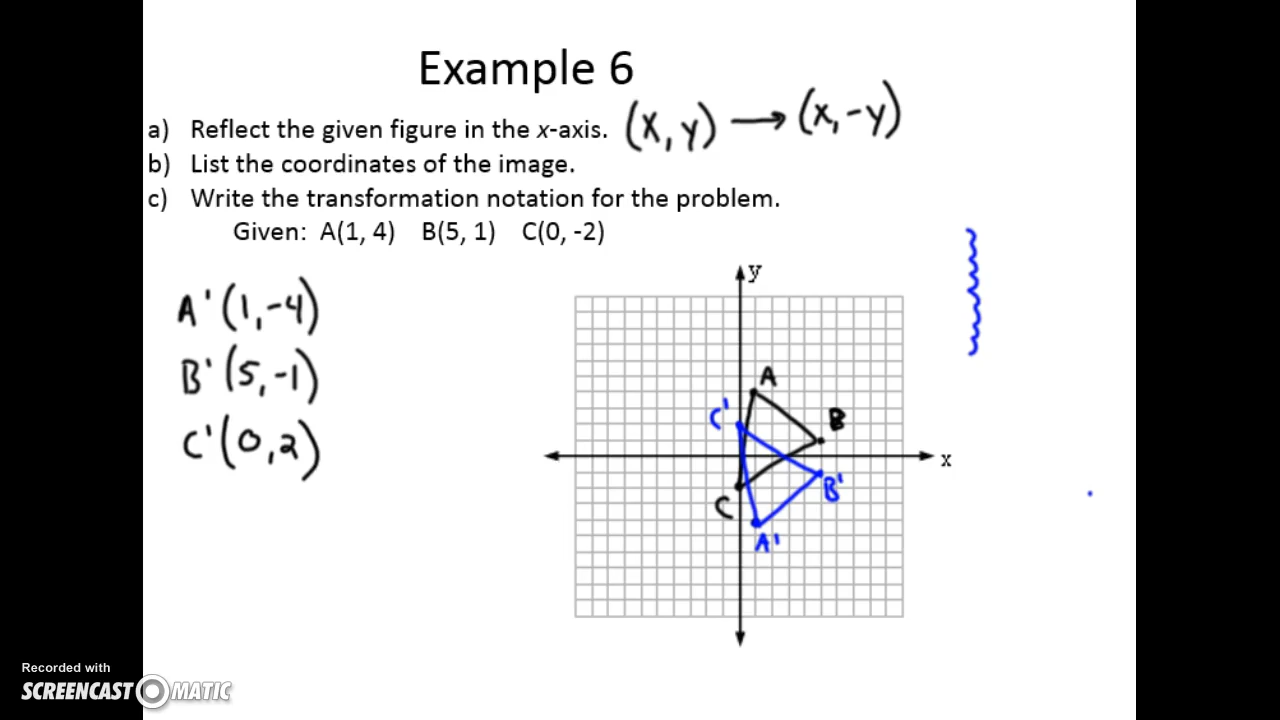 Example 6
a) Reflect the given figure in the x-axis. (x, y) → (x, -y)
b) List the coordinates of the image.
c) Write the transformation notation for the problem.
Given: A(1, 4) B(5, 1) C(0, -2)
A'(1, -4)
B'(5, -1)
C'(0, 2)
y
A
C'
B
x
B'
C
A'
Recorded with
SCREENCAST-O-MATIC